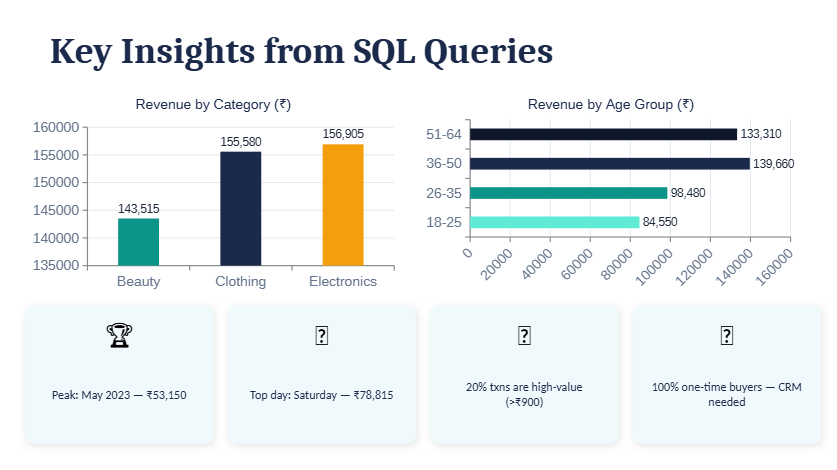 Key Insights from SQL Queries
Revenue by Category (₹)
160000
155000
150000
145000
140000
135000
143,515
155,580
156,905
Beauty
Clothing
Electronics
Revenue by Age Group (₹)
51-64
36-50
26-35
18-25
133,310
139,660
98,480
84,550
0
20000
40000
60000
80000
100000
120000
140000
160000
Peak: May 2023 — ₹53,150
Top day: Saturday — ₹78,815
20% txns are high-value
(>₹900)
100% one-time buyers — CRM
needed